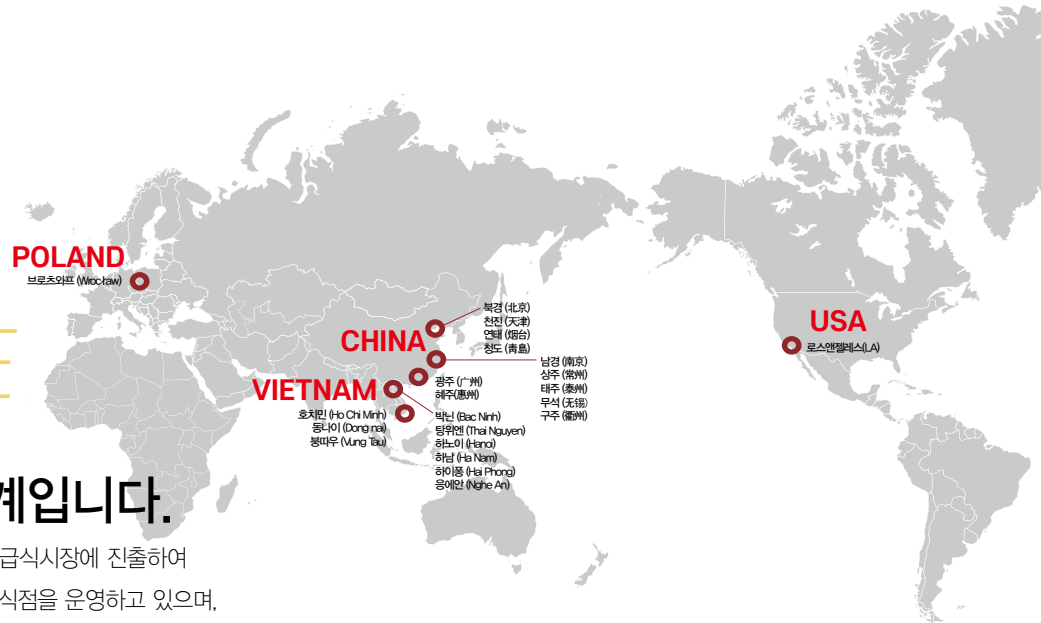 POLAND
브로츠와프 (Wrocław)
CHINA
북경 (北京)
천진 (天津)
연태 (烟台)
청도 (青島)
남경 (南京)
상주 (常州)
태주 (泰州)
무석 (无锡)
구주 (衢州)
광주 (广州)
혜주(惠州)
VIETNAM
호치민 (Ho Chi Minh)
동나이 (Dong nai)
붕따우 (Vung Tau)
박닌 (Bac Ninh)
탕위엔 (Thai Nguyen)
하노이 (Hanoi)
하남 (Ha Nam)
하이퐁 (Hai Phong)
응에안 (Nghe An)
USA
로스앤젤레스(LA)
계입니다.
급식시장에 진출하여
식점을 운영하고 있으며,